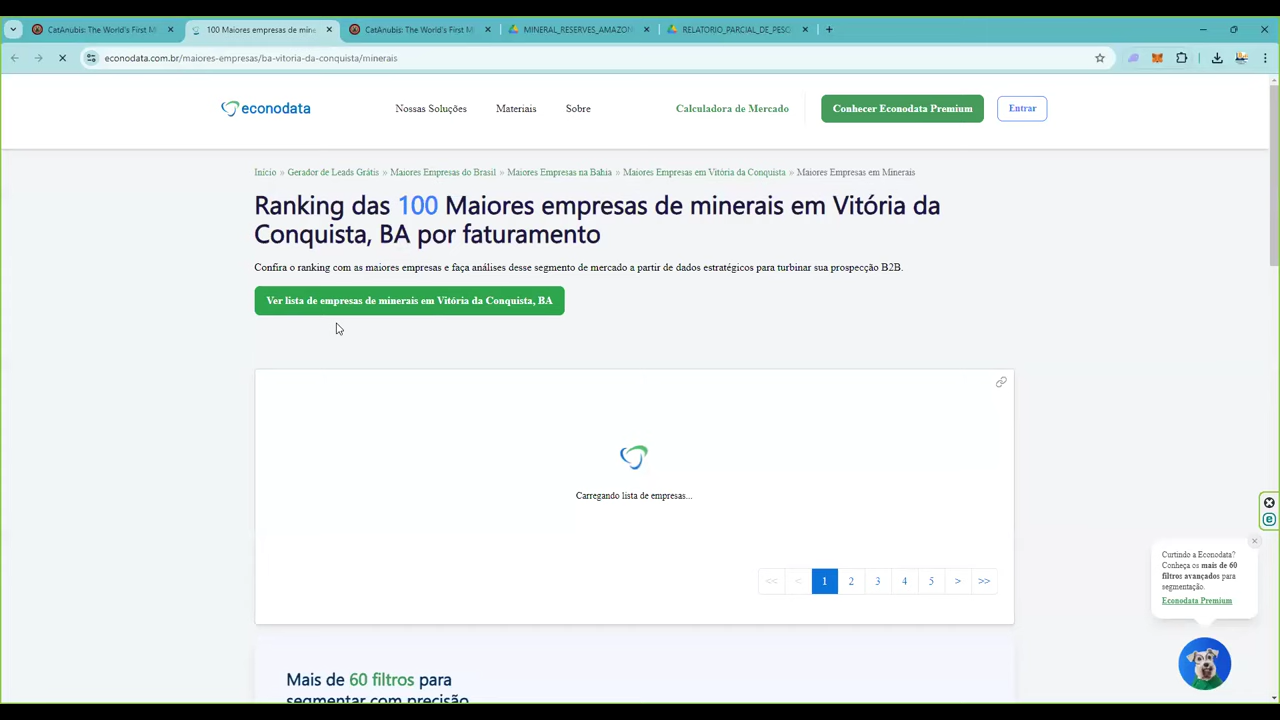 CatAnubis: The World's First M
100 Maiores empresas de mine
CatAnubis: The World's First M
MINERAL_RESERVES_AMAZON
RELATORIO_PARCIAL_DE_PESQ
econodata.com.br/maiores-empresas/ba-vitoria-da-conquista/minerais
econodata
Nossas Soluções
Materiais
Sobre
Calculadora de Mercado
Conhecer Econodata Premium
Entrar
Início » Gerador de Leads Grátis » Maiores Empresas do Brasil » Maiores Empresas na Bahia » Maiores Empresas em Vitória da Conquista » Maiores Empresas em Minerais
Ranking das 100 Maiores empresas de minerais em Vitória da
Conquista, BA por faturamento
Confira o ranking com as maiores empresas e faça análises desse segmento de mercado a partir de dados estratégicos para turbinar sua prospecção B2B.
Ver lista de empresas de minerais em Vitória da Conquista, BA
Carregando lista de empresas...
<< < 1 2 3 4 5 > >>
Curtindo a Econodata?
Conheça os mais de 60
filtros avançados para
segmentação.
Econodata Premium
Mais de 60 filtros para
segmentar com precisão